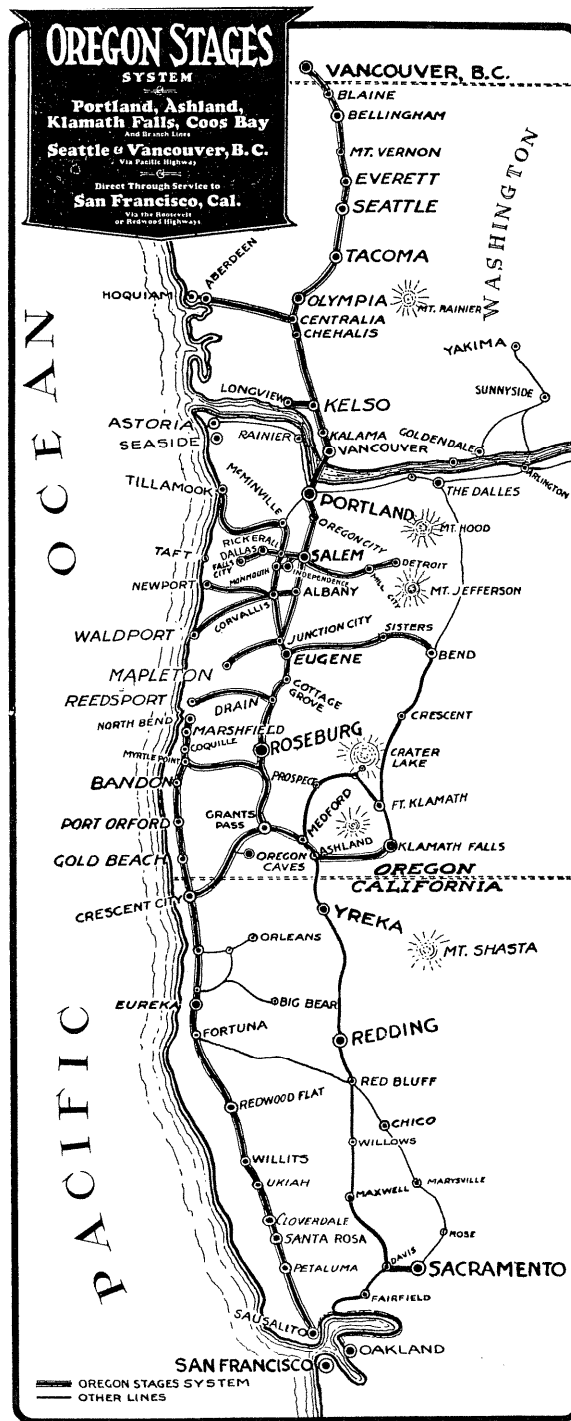 OREGON STAGES
SYSTEM
Portland, Ashland,
Klamath Falls, Coos Bay
And Branch Lines
Seattle & Vancouver, B.C.
Via Pacific Highway
Direct Through Service to
San Francisco, Cal.
Via the Roosevelt
or Redwood Highways
VANCOUVER, B.C.
BLAINE
BELLINGHAM
MT. VERNON
EVERETT
SEATTLE
WASHINGTON
TACOMA
ABERDEEN
HOQUIAM
OLYMPIA
MT. RAINIER
CENTRALIA
CHEHALIS
YAKIMA
SUNNYSIDE
LONGVIEW
KELSO
ASTORIA
SEASIDE
RAINIER
KALAMA
VANCOUVER
GOLDENDALE
ARLINGTON
TILLAMOOK
McMINVILLE
PORTLAND
THE DALLES
OREGON CITY
MT. HOOD
RICKERALL
DALLAS
FALLS CITY
SALEM
TAFT
MONMOUTH
INDEPENDENCE
MILL CITY
DETROIT
MT. JEFFERSON
NEWPORT
ALBANY
CORVALLIS
WALDPORT
JUNCTION CITY
SISTERS
EUGENE
BEND
MAPLETON
REEDSPORT
DRAIN
COTTAGE GROVE
NORTH BEND
MARSHFIELD
COQUILLE
ROSEBURG
CRESCENT
MYRTLE POINT
CRATER LAKE
BANDON
PROSPECT
FT. KLAMATH
PORT ORFORD
GRANTS PASS
MEDFORD
GOLD BEACH
OREGON CAVES
ASHLAND
KLAMATH FALLS
OREGON
CALIFORNIA
CRESCENT CITY
YREKA
ORLEANS
MT. SHASTA
EUREKA
BIG BEAR
FORTUNA
REDDING
RED BLUFF
REDWOOD FLAT
CHICO
WILLOWS
WILLITS
UKIAH
MAXWELL
MARYSVILLE
CLOVERDALE
SANTA ROSA
ROSE
PETALUMA
DAVIS
SACRAMENTO
FAIRFIELD
SAUSALITO
OAKLAND
SAN FRANCISCO
PACIFIC OCEAN
OREGON STAGES SYSTEM
OTHER LINES